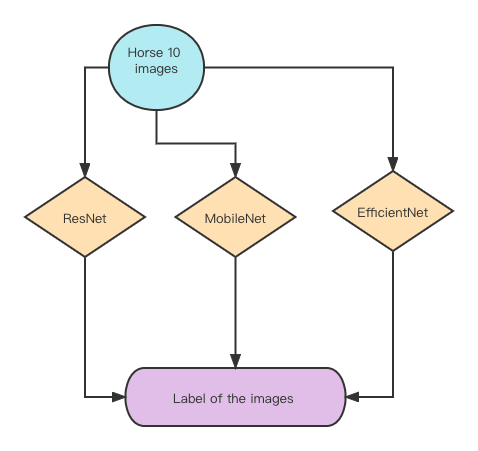 Horse 10
images
ResNet
MobileNet
EfficientNet
Label of the images